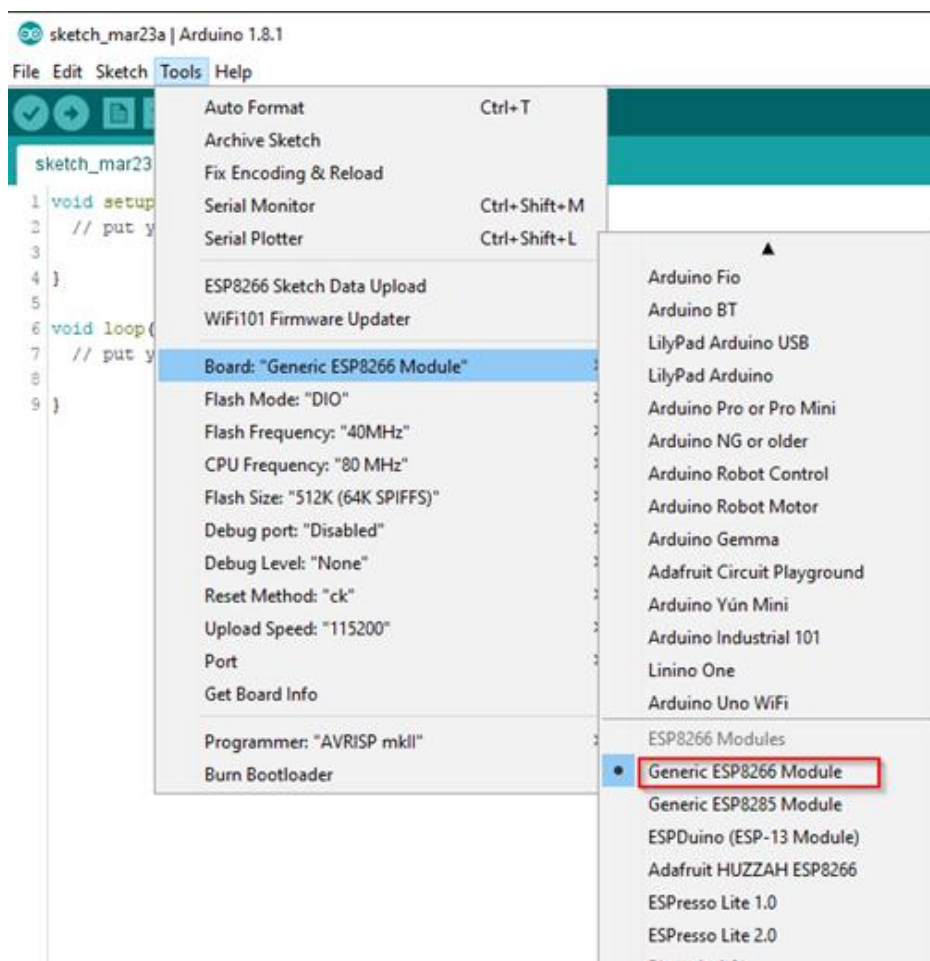 sketch_mar23a | Arduino 1.8.1
File Edit Sketch Tools Help
sketch_mar23
1 void setup
2 // put y
3
4 }
5
6 void loop(
7 // put y
8
9 }
Auto Format Ctrl+T
Archive Sketch
Fix Encoding & Reload
Serial Monitor Ctrl+Shift+M
Serial Plotter Ctrl+Shift+L
ESP8266 Sketch Data Upload
WiFi101 Firmware Updater
Board: "Generic ESP8266 Module"
Flash Mode: "DIO"
Flash Frequency: "40MHz"
CPU Frequency: "80 MHz"
Flash Size: "512K (64K SPIFFS)"
Debug port: "Disabled"
Debug Level: "None"
Reset Method: "ck"
Upload Speed: "115200"
Port
Get Board Info
Programmer: "AVRISP mkII"
Burn Bootloader
Arduino Fio
Arduino BT
LilyPad Arduino USB
LilyPad Arduino
Arduino Pro or Pro Mini
Arduino NG or older
Arduino Robot Control
Arduino Robot Motor
Arduino Gemma
Adafruit Circuit Playground
Arduino Yún Mini
Arduino Industrial 101
Linino One
Arduino Uno WiFi
ESP8266 Modules
Generic ESP8266 Module
Generic ESP8285 Module
ESPDuino (ESP-13 Module)
Adafruit HUZZAH ESP8266
ESPresso Lite 1.0
ESPresso Lite 2.0